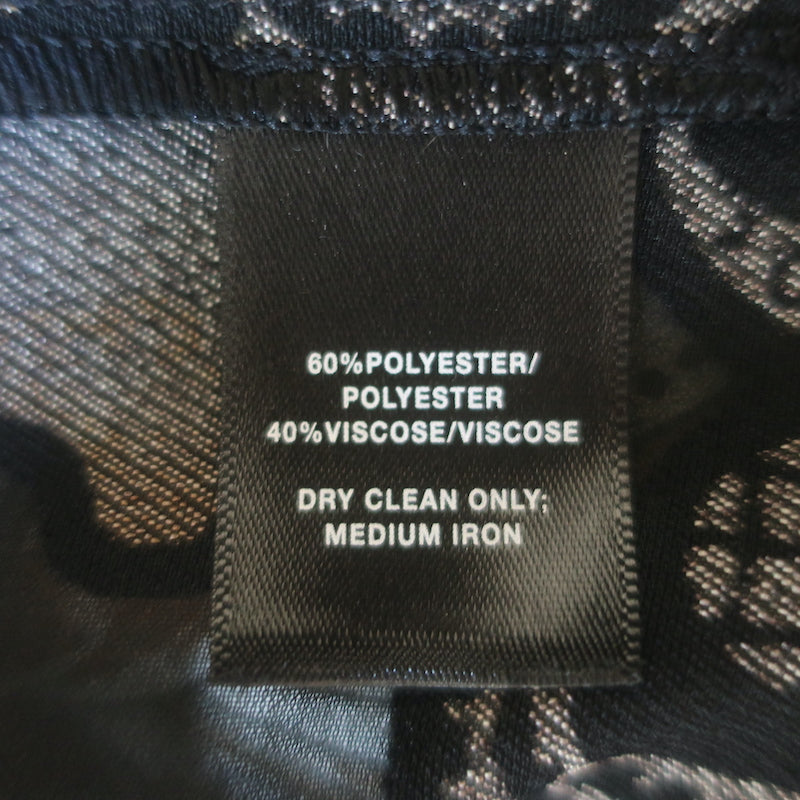 60%POLYESTER/
POLYESTER
40%VISCOSE/VISCOSE
DRY CLEAN ONLY;
MEDIUM IRON